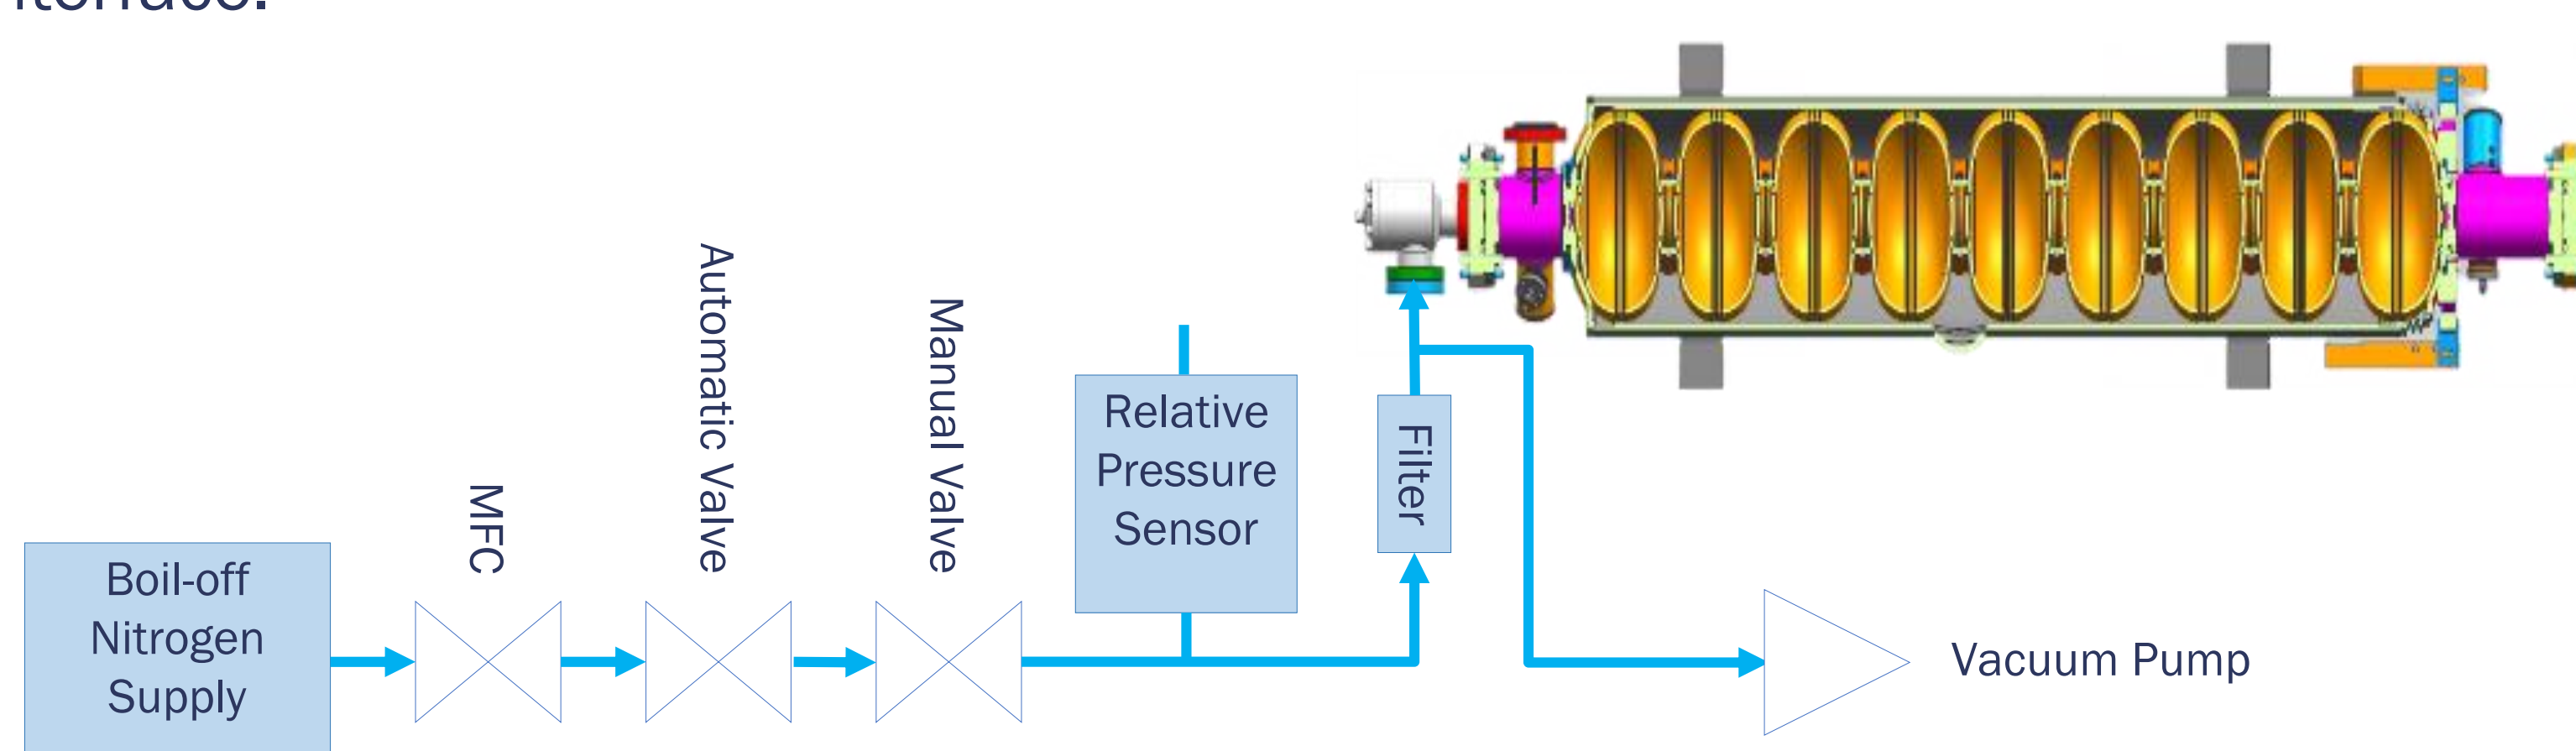 Automatic Valve
Manual Valve
MFC
Relative
Pressure
Sensor
Filter
Boil-off
Nitrogen
Supply
Vacuum Pump